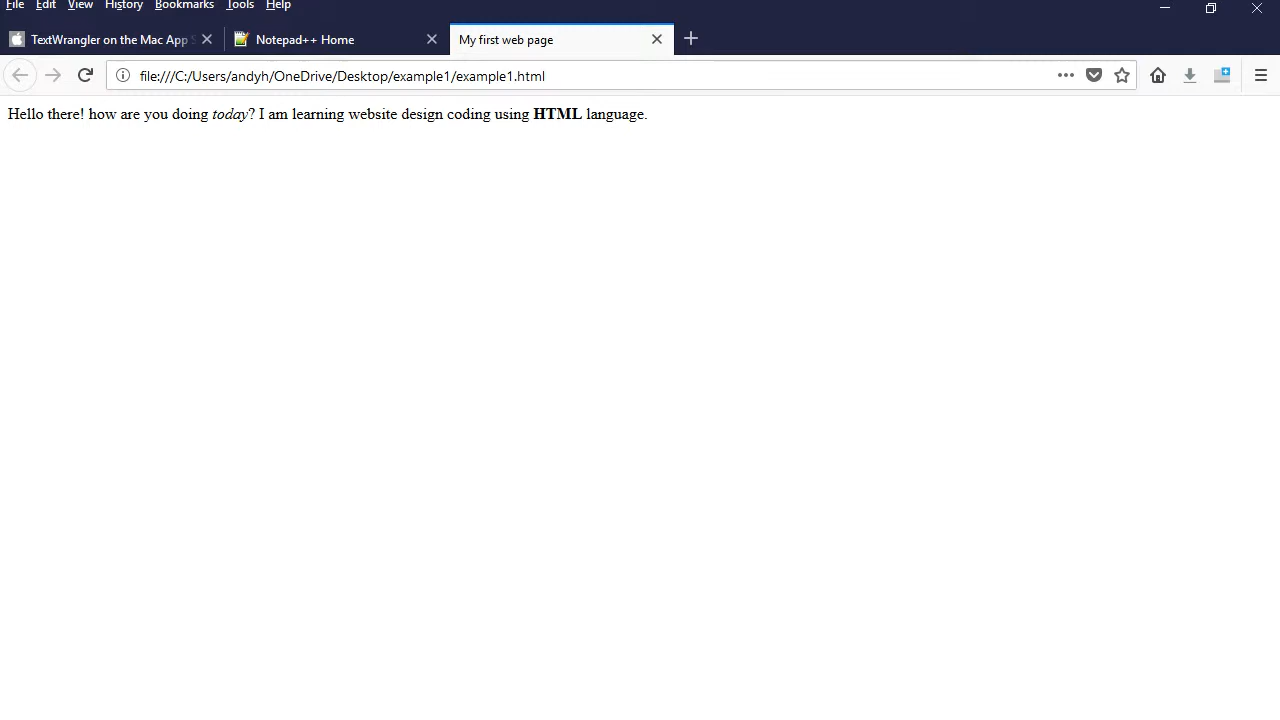 File Edit View History Bookmarks Tools Help
TextWrangler on the Mac App S Notepad++ Home My first web page
file:///C:/Users/andyh/OneDrive/Desktop/example1/example1.html
Hello there! how are you doing today? I am learning website design coding using HTML language.